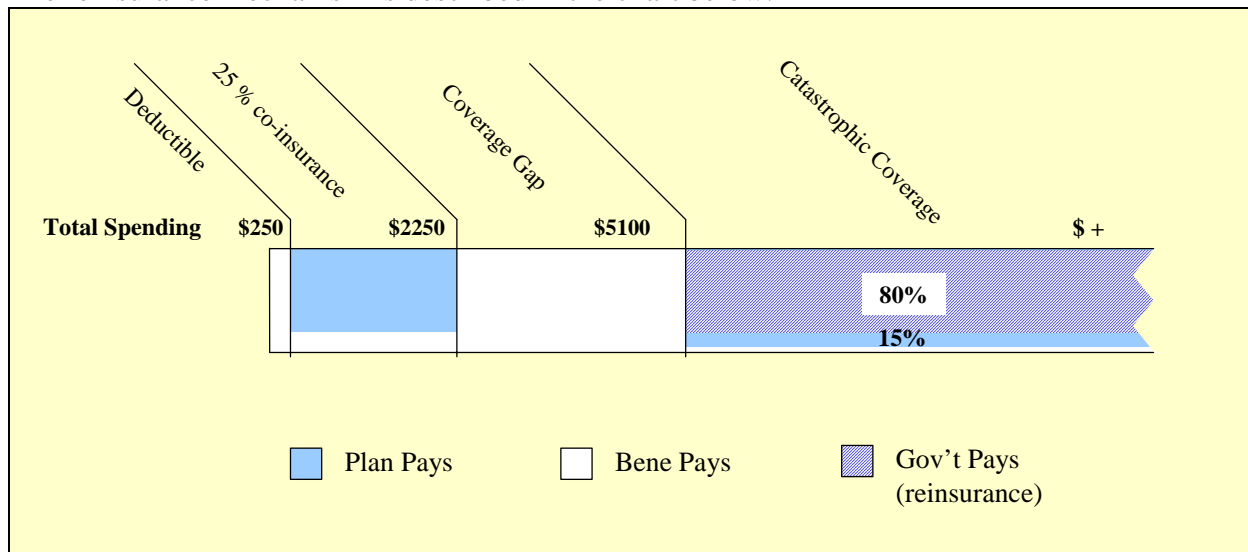 Deductible
25 % co-insurance
Coverage Gap
Catastrophic Coverage
Total Spending $250 $2250 $5100 $ +
80%
15%
Plan Pays Bene Pays Gov't Pays
(reinsurance)